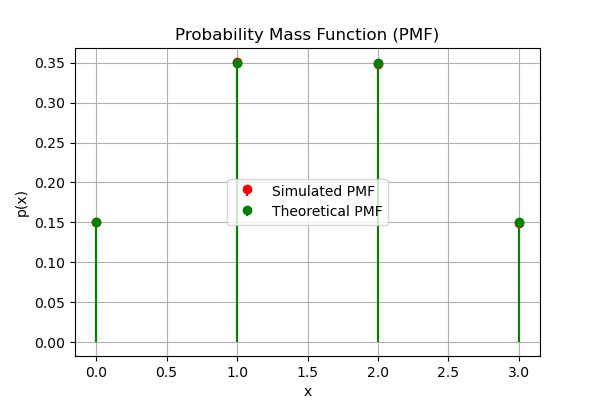 Probability Mass Function (PMF)
0.35
0.30
0.25
0.20
0.15
0.10
0.05
0.00
p(x)
Simulated PMF
Theoretical PMF
0.0 0.5 1.0 1.5 2.0 2.5 3.0
x